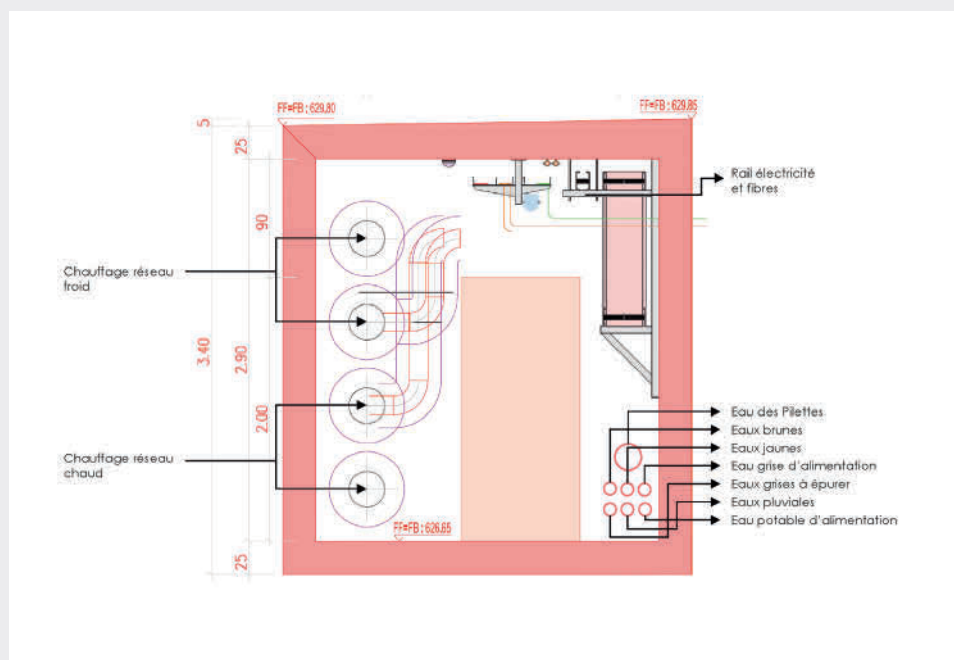 FF=FB : 629.80
FF=FB : 629.85
5
25
90
3.40
2.90
2.00
25
Rail électricité
et fibres
Chauffage réseau
froid
Chauffage réseau
chaud
Eau des Pilettes
Eaux brunes
Eaux jaunes
Eau grise d'alimentation
Eaux grises à épurer
Eaux pluviales
Eau potable d'alimentation
FF=FB : 626.65